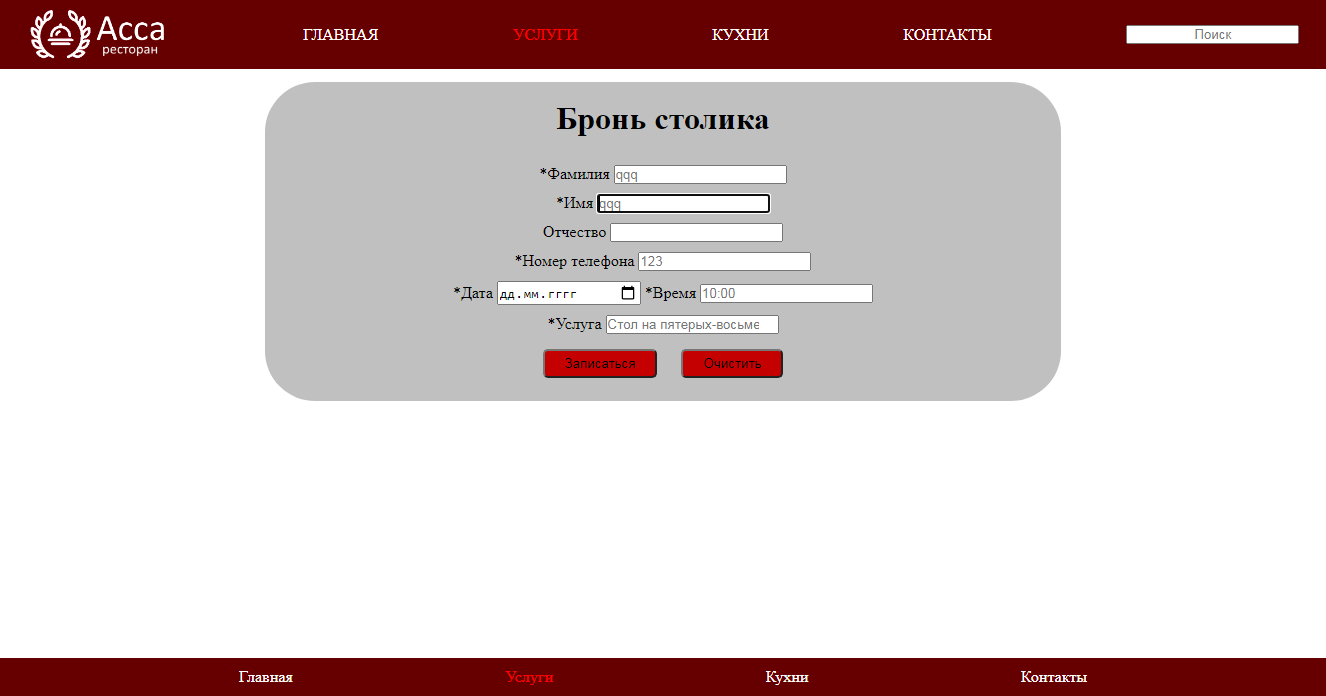 Асса
ресторан
ГЛАВНАЯ УСЛУГИ КУХНИ КОНТАКТЫ Поиск
Бронь столика
*Фамилия qqq
*Имя qqq
Отчество
*Номер телефона 123
*Дата дд.мм.гггг *Время 10:00
*Услуга Стол на пятерых-восьме
Записаться Очистить
Главная Услуги Кухни Контакты